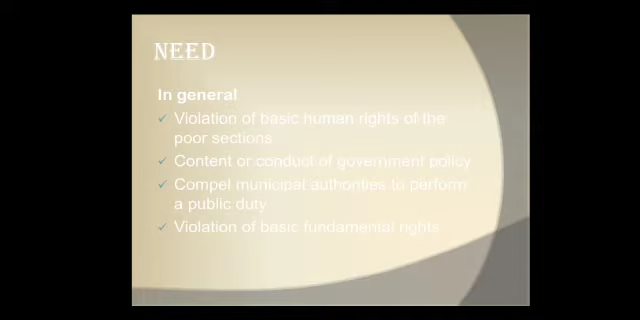 NEED
In general
Violation of basic human rights of the
poor sections
Content or conduct of government policy
Compel municipal authorities to perform
a public duty
Violation of basic fundamental rights